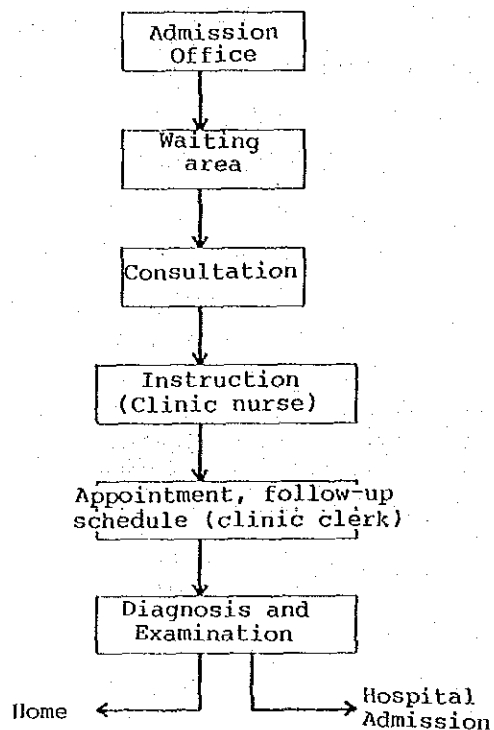 Admission
Office
Waiting
area
Consultation
Instruction
(Clinic nurse)
Appointment, follow-up
schedule (clinic clerk)
Diagnosis and
Examination
Home
Hospital
Admission